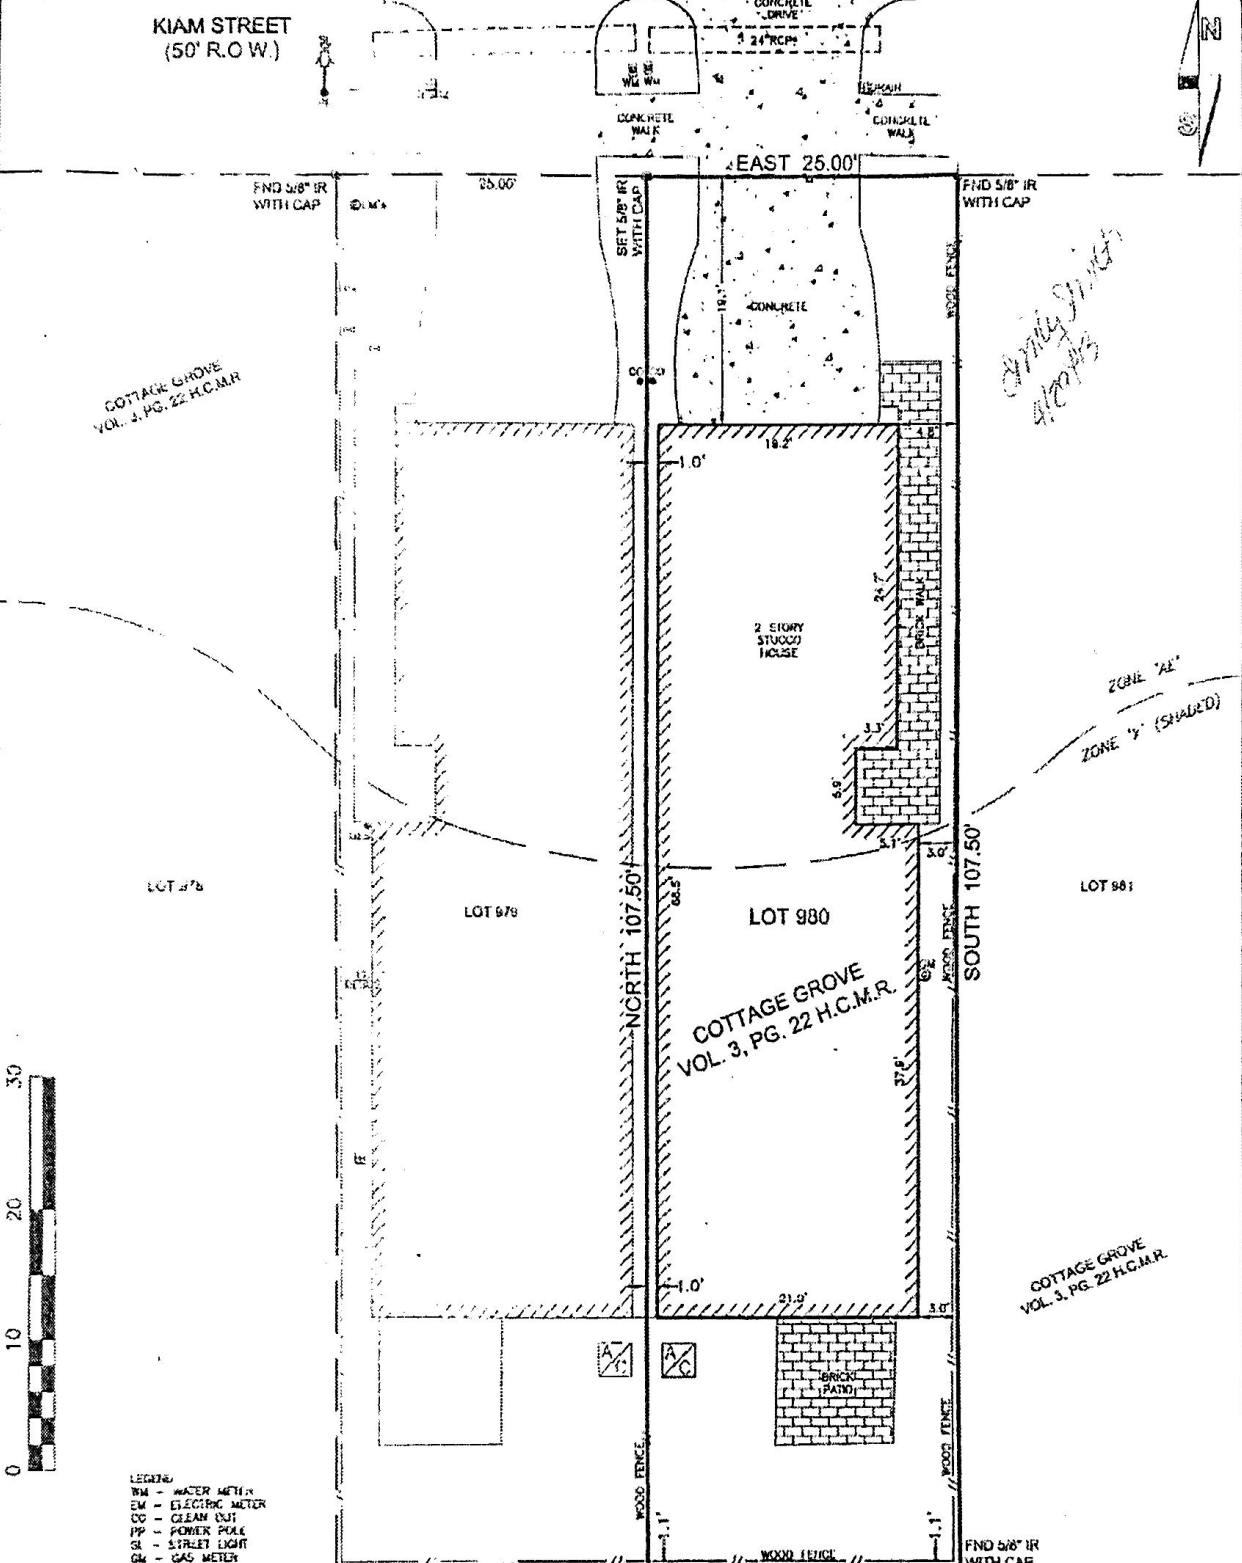 KIAM STREET
(50' R.O.W.)
CONCRETE
DRIVE
24" RCP
N
WM WM
CONCRETE
WALK
CONCRETE
WALK
EAST 25.00'
25.00'
FND 5/8" IR
WITH CAP
SET 5/8" IR
WITH CAP
FND 5/8" IR
WITH CAP
WOOD FENCE
19.1'
CONCRETE
COTTAGE GROVE
VOL. 3, PG. 22 H.C.M.R
19.2'
4.8'
1.0'
24.7'
BRICK WALK
2 STORY
STUCCO
HOUSE
ZONE "AE"
ZONE "X" (SHADED)
3.3'
5.9'
5.1'
3.0'
LOT 978
LOT 979
NORTH 107.50'
LOT 980
SOUTH 107.50'
LOT 981
WOOD FENCE
COTTAGE GROVE
VOL. 3, PG. 22 H.C.M.R.
37.9'
30
20
10
0
COTTAGE GROVE
VOL. 3, PG. 22 H.C.M.R.
1.0'
21.9'
3.0'
A/C
A/C
BRICK
PATIO
WOOD FENCE
WOOD FENCE
LEGEND
WM - WATER METER
EM - ELECTRIC METER
CO - CLEAN OUT
PP - POWER POLE
SL - STREET LIGHT
GM - GAS METER
1.1'
1.1'
WOOD FENCE
FND 5/8" IR
WITH CAP